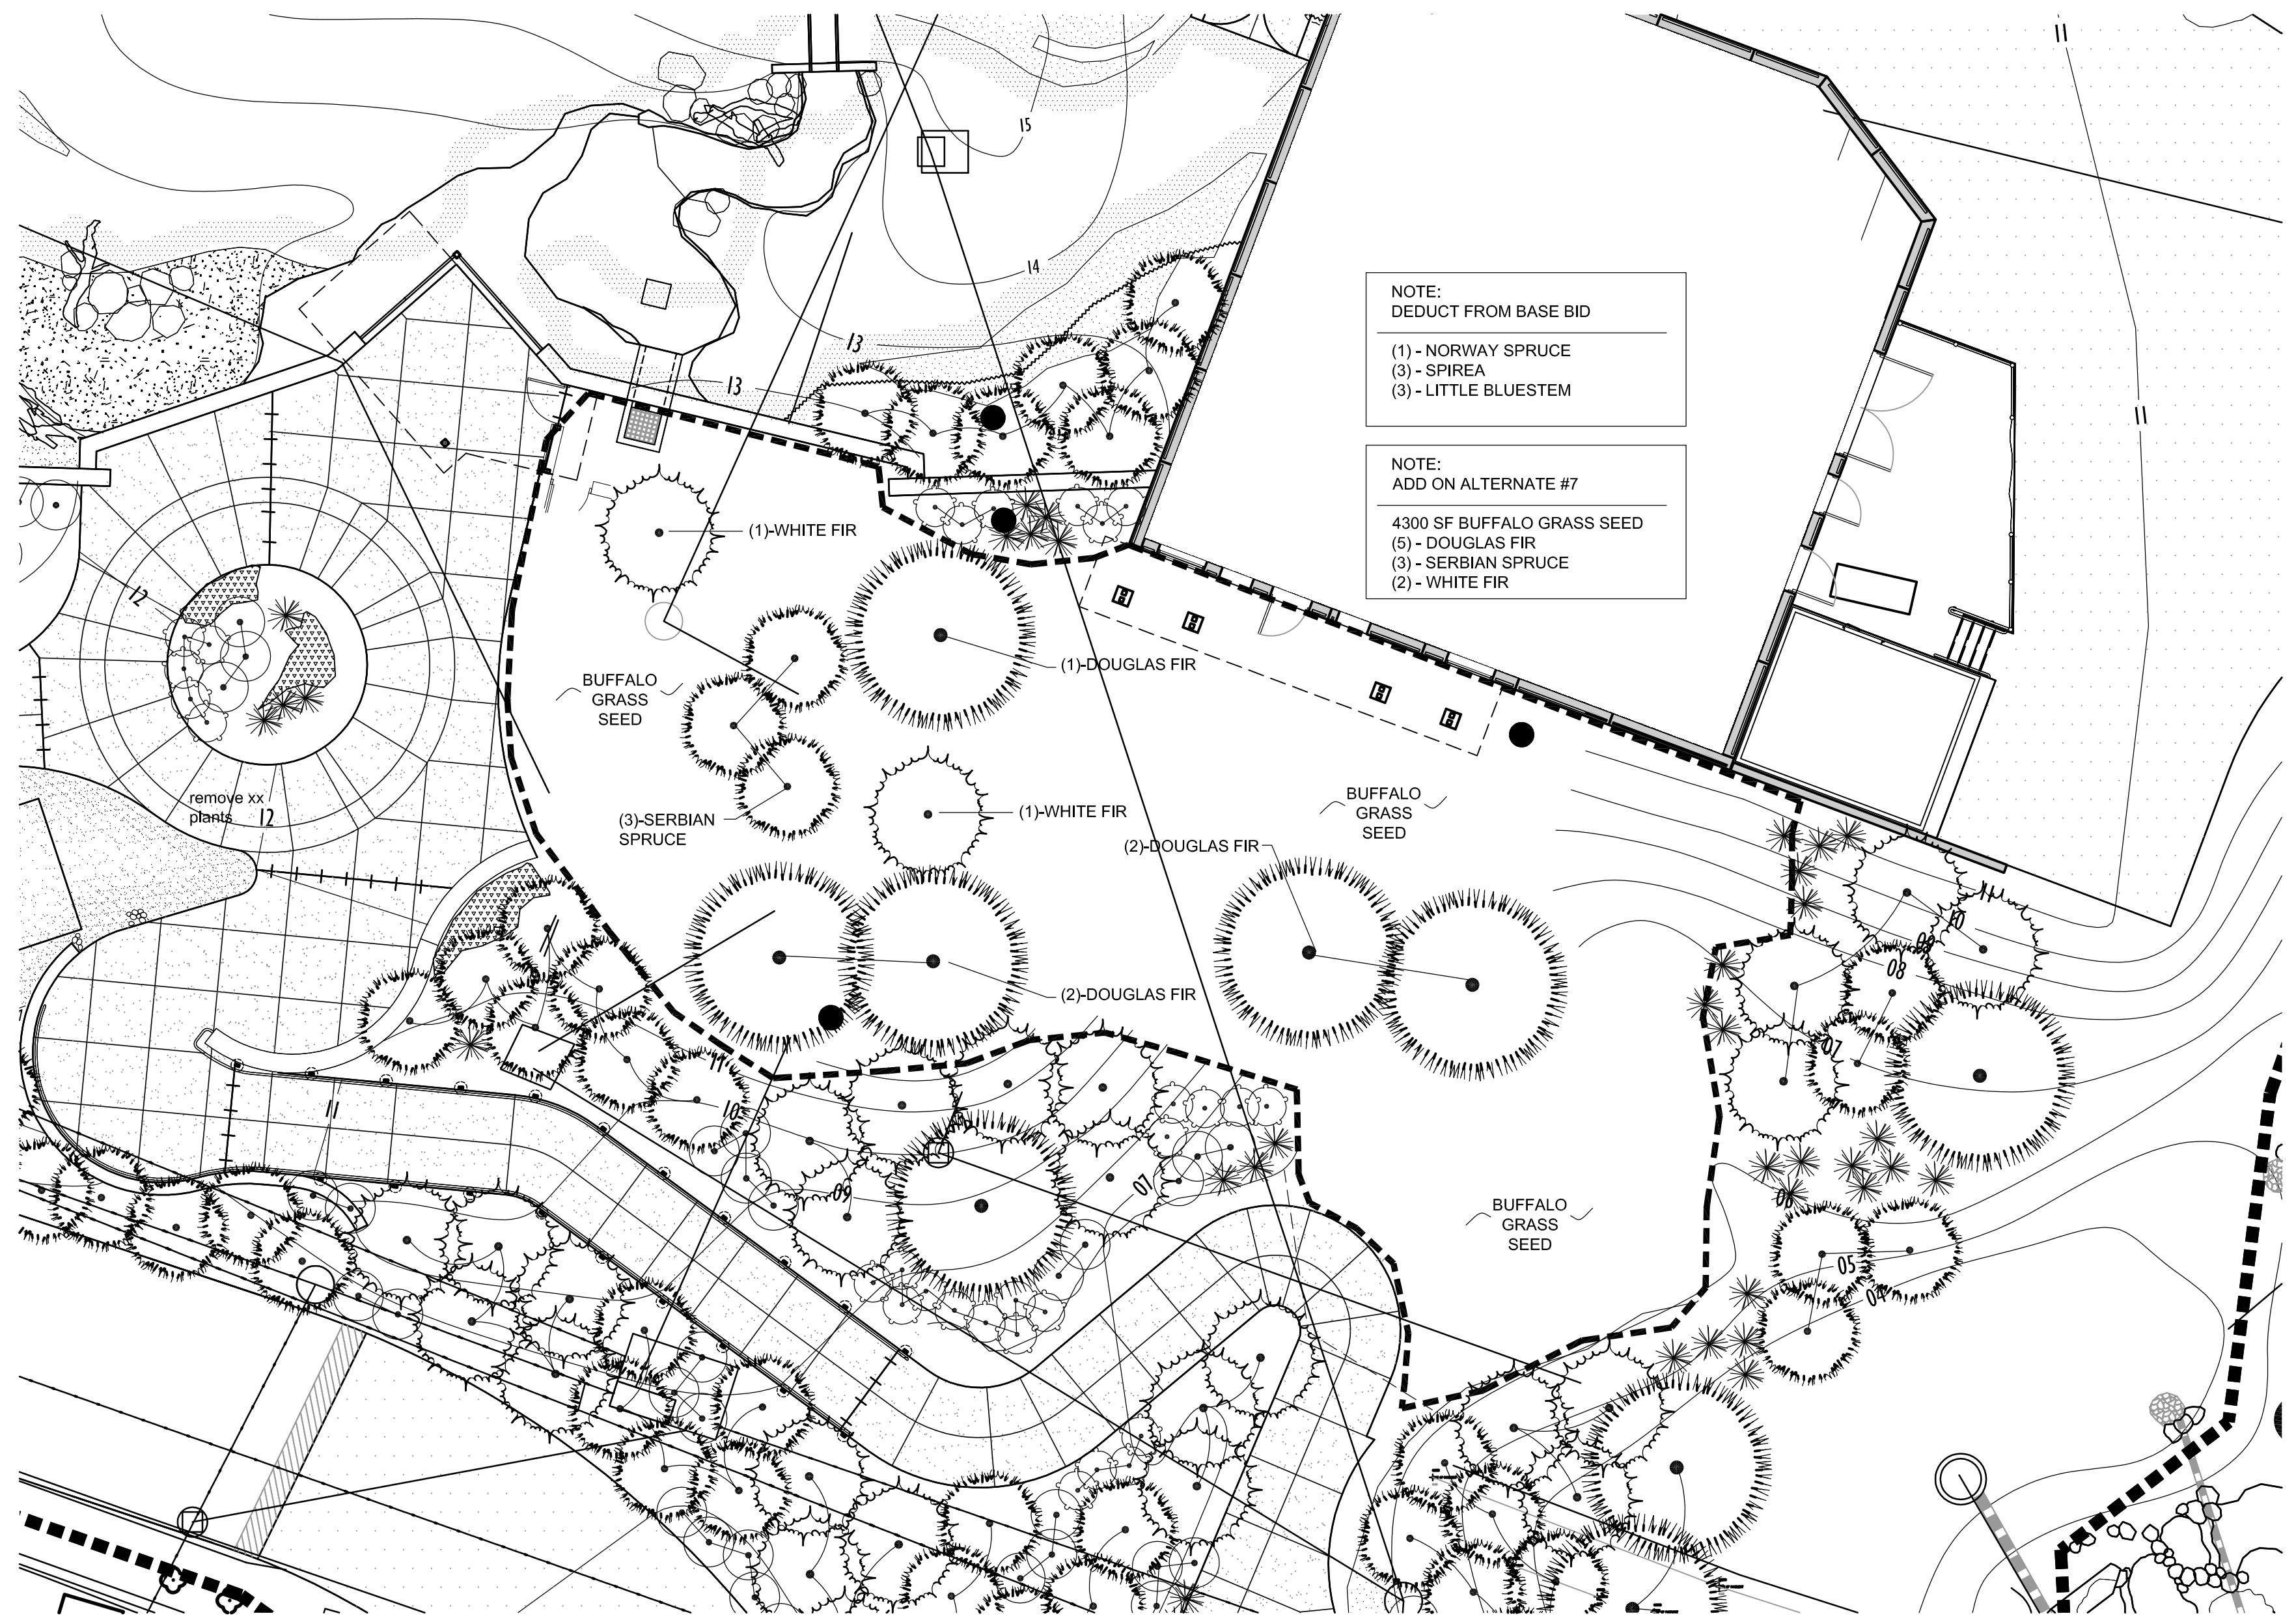 11
15
14
NOTE:
DEDUCT FROM BASE BID
(1) - NORWAY SPRUCE
(3) - SPIREA
(3) - LITTLE BLUESTEM
13
13
11
NOTE:
ADD ON ALTERNATE #7
4300 SF BUFFALO GRASS SEED
(5) - DOUGLAS FIR
(3) - SERBIAN SPRUCE
(2) - WHITE FIR
(1)-WHITE FIR
12
(1)-DOUGLAS FIR
BUFFALO
GRASS
SEED
remove xx
plants
12
(3)-SERBIAN
SPRUCE
(1)-WHITE FIR
BUFFALO
GRASS
SEED
(2)-DOUGLAS FIR
11
10
09
08
(2)-DOUGLAS FIR
07
11
10
11
09
07
06
BUFFALO
GRASS
SEED
05
04